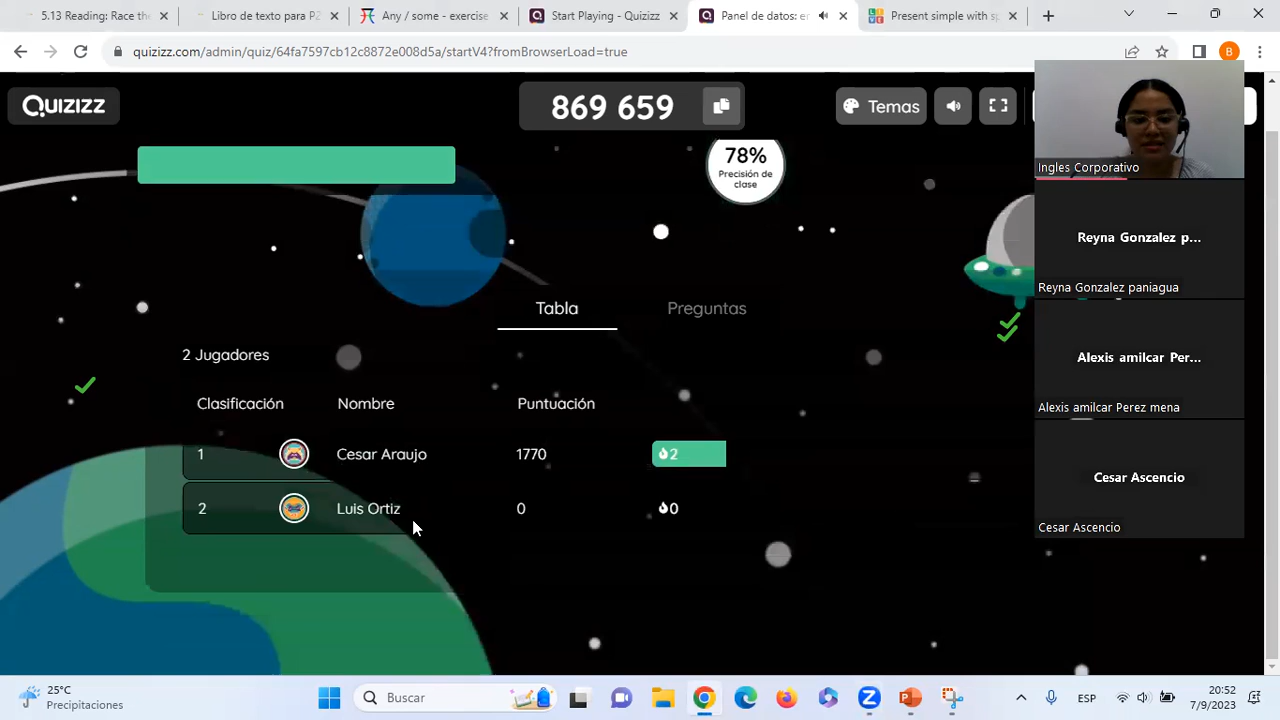 5.13 Reading: Race the
Libro de texto para P2
Any / some: exercise
Start Playing - Quizizz
Panel de datos: en
Present simple with sp
quizizz.com/admin/quiz/64fa7597cb12c8872e008d5a/startV4?fromBrowserLoad=true
B
QUIZIZZ
869 659
Temas
78%
Precisión de
clase
Ingles Corporativo
Reyna Gonzalez p...
Reyna Gonzalez paniagua
Tabla
Preguntas
2 Jugadores
Alexis amilcar Per...
Alexis amilcar Perez mena
Clasificación
Nombre
Puntuación
1
Cesar Araujo
1770
2
Cesar Ascencio
2
Luis Ortiz
0
0
Cesar Ascencio
25°C
Precipitaciones
Buscar
ESP
20:52
7/9/2023